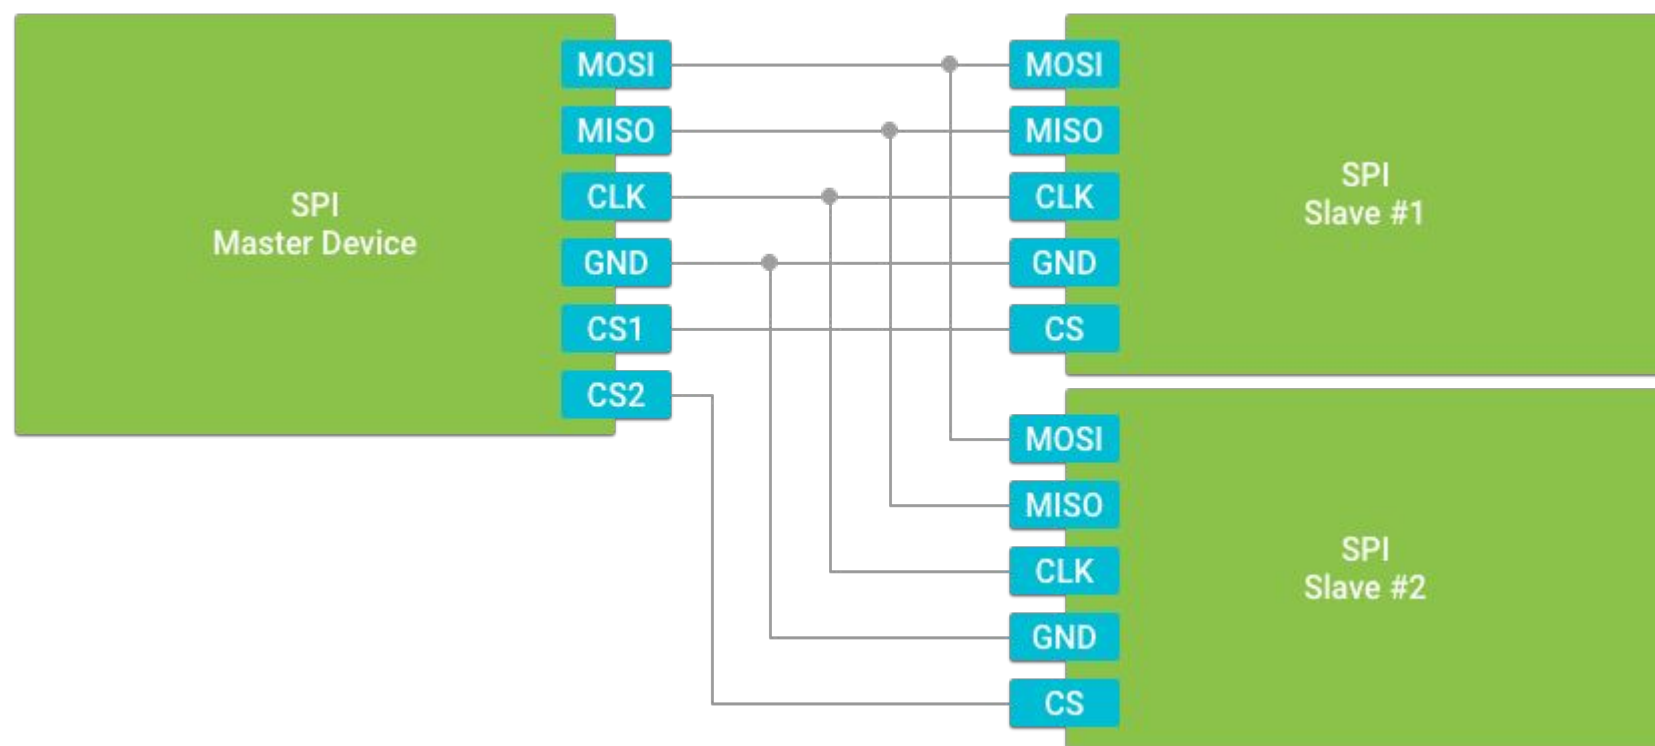 SPI
Master Device
MOSI
MISO
CLK
GND
CS1
CS2
MOSI
MISO
CLK
GND
CS
SPI
Slave #1
MOSI
MISO
CLK
GND
CS
SPI
Slave #2